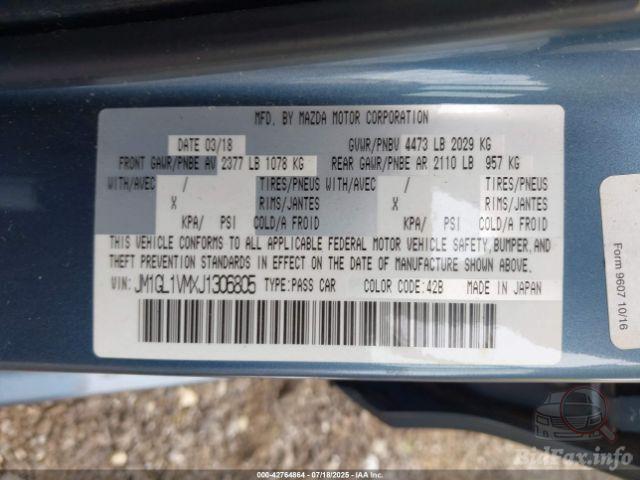 MFD. BY MAZDA MOTOR CORPORATION
DATE 03/18 GVWR/PNBV 4473 LB 2029 KG
FRONT GAWR/PNBE AV 2377 LB 1078 KG REAR GAWR/PNBE AR 2110 LB 957 KG
WITH/AVEC / TIRES/PNEUS WITH/AVEC / TIRES/PNEUS
X RIMS/JANTES X RIMS/JANTES
KPA/ PSI COLD/A FROID KPA/ PSI COLD/A FROID
THIS VEHICLE CONFORMS TO ALL APPLICABLE FEDERAL MOTOR VEHICLE SAFETY, BUMPER, AND
THEFT PREVENTION STANDARDS IN EFFECT ON THE DATE OF MANUFACTURE SHOWN ABOVE.
VIN: JM1GL1VMXJ1306805 TYPE: PASS CAR COLOR CODE: 42B MADE IN JAPAN
Form 9607 10/16
BidFax.info
000-42764864 07/18/2025 - VEHICLE